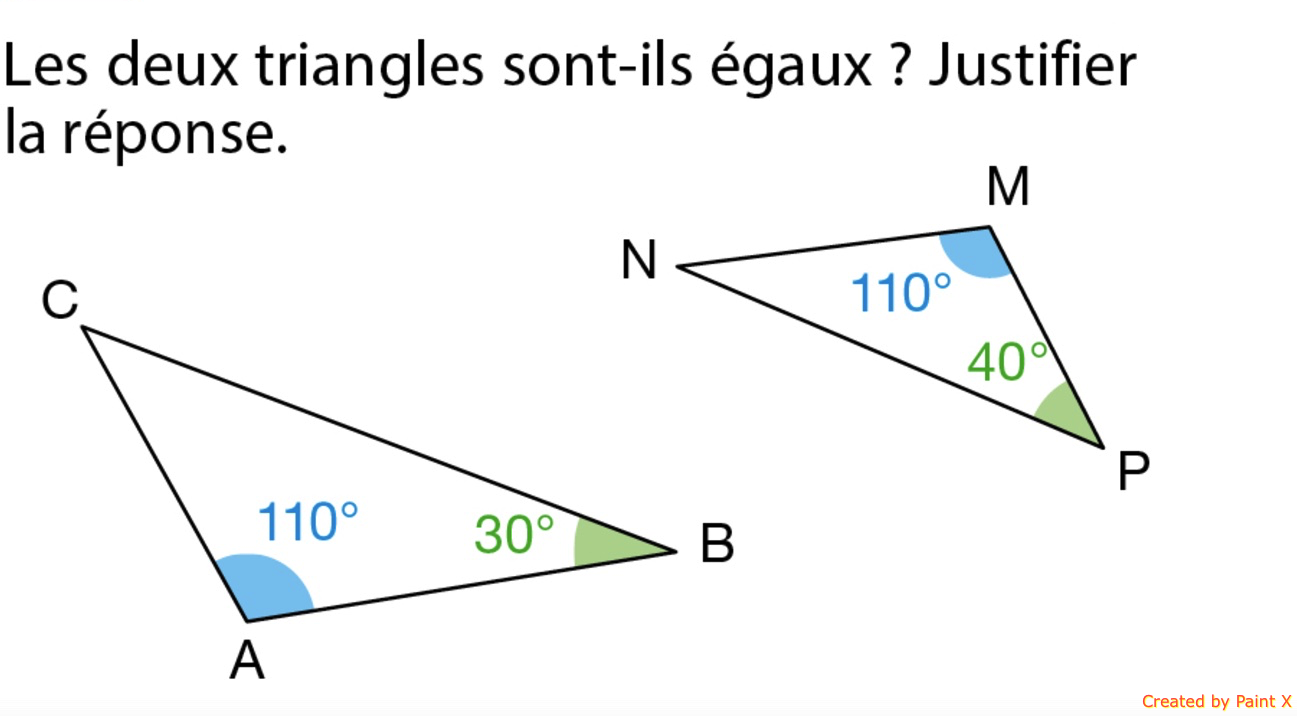 Les deux triangles sont-ils égaux ? Justifier
la réponse.
M
N
C
110°
40°
P
110°
30°
B
A
Created by Paint X